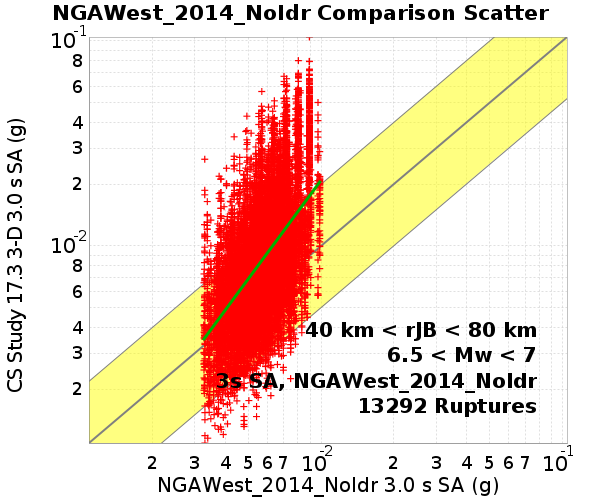 NGAWest_2014_NoIdr Comparison Scatter
CS Study 17.3 3-D 3.0 s SA (g)
10-1
8
6
4
3
2
10-2
8
6
4
3
2
40 km < rJB < 80 km
6.5 < Mw < 7
3s SA, NGAWest_2014_NoIdr
13292 Ruptures
2 3 4 5 6 7 10-2 2 3 4 5 6 7 10-1
NGAWest_2014_NoIdr 3.0 s SA (g)